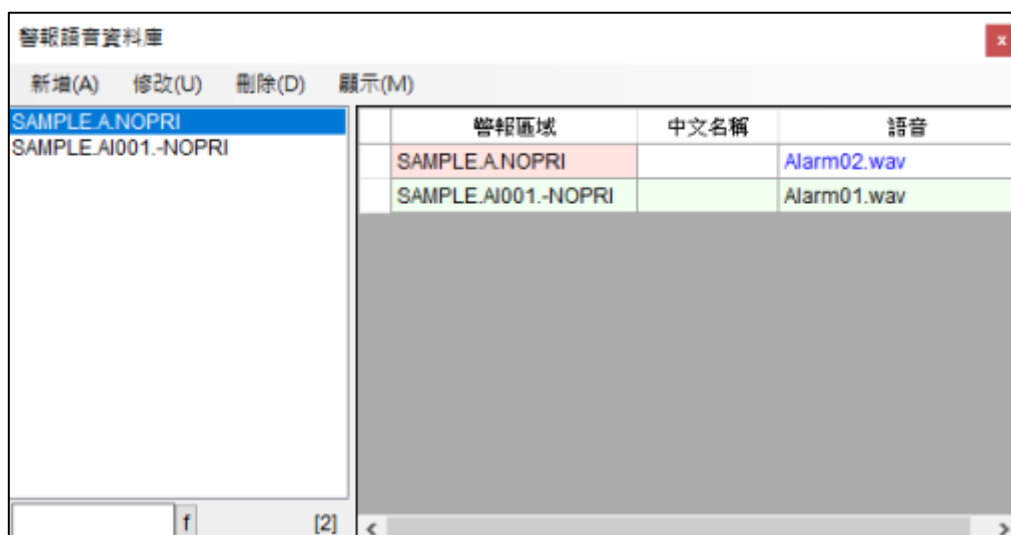 警報語音資料庫
x
新增(A) 修改(U) 刪除(D) 顯示(M)
SAMPLE.A.NOPRI
SAMPLE.AI001.-NOPRI
警報區域 中文名稱 語音
SAMPLE.A.NOPRI Alarm02.wav
SAMPLE.AI001.-NOPRI Alarm01.wav
f [2]